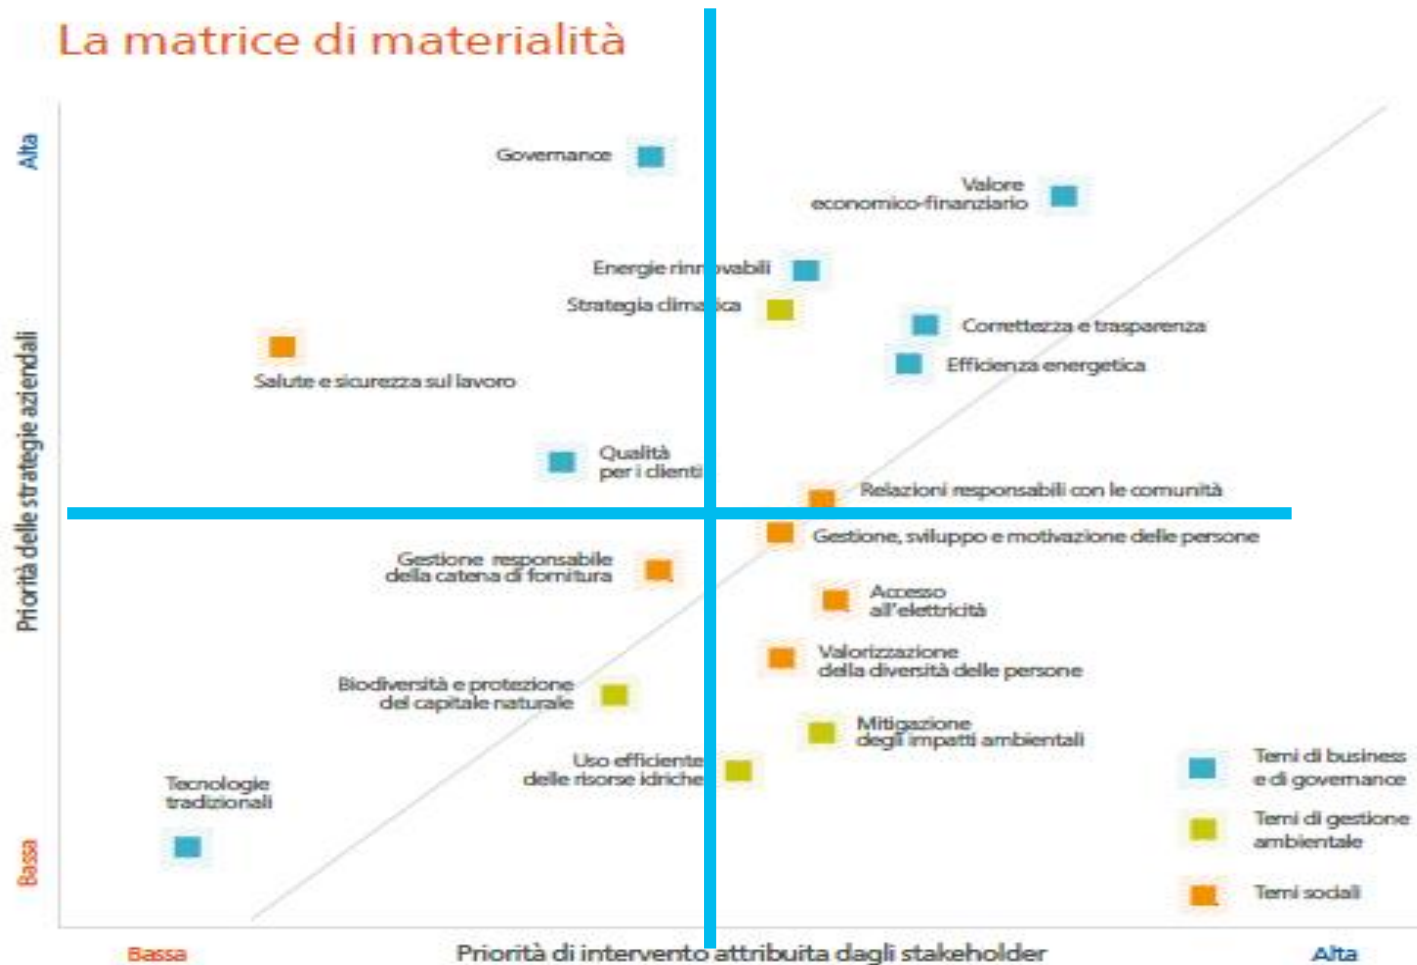 La matrice di materialità
Alta
Governance
Valore
economico-finanziario
Energie rinnovabili
Strategia climatica
Correttezza e trasparenza
Efficienza energetica
Salute e sicurezza sul lavoro
Priorità delle strategie aziendali
Qualità
per i clienti
Relazioni responsabili con le comunità
Gestione, sviluppo e motivazione delle persone
Gestione responsabile
della catena di fornitura
Accesso
all'elettricità
Valorizzazione
della diversità delle persone
Biodiversità e protezione
del capitale naturale
Mitigazione
degli impatti ambientali
Uso efficiente
delle risorse idriche
Tecnologie
tradizionali
Temi di business
e di governance
Temi di gestione
ambientale
Temi sociali
Bassa
Bassa
Priorità di intervento attribuita dagli stakeholder
Alta